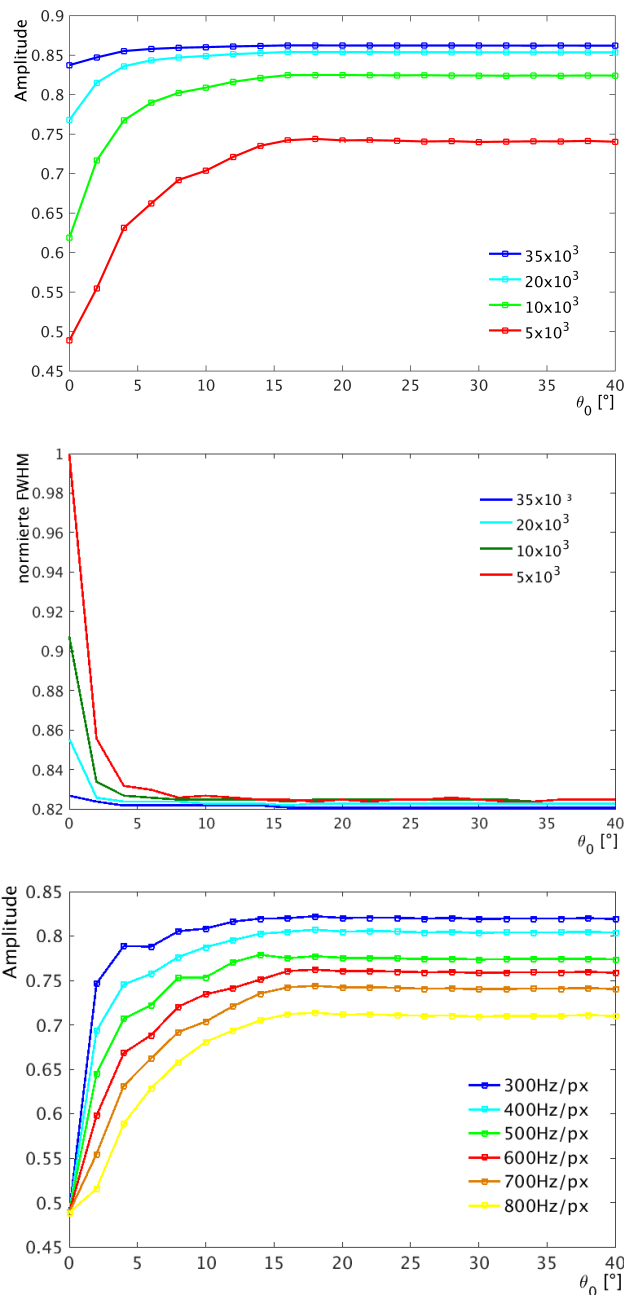 Amplitude
0.9
0.85
0.8
0.75
0.7
0.65
0.6
0.55
0.5
0.45
0 5 10 15 20 25 30 35 40
θ0 [°]
35x10³
20x10³
10x10³
5x10³
normierte FWHM
1
0.98
0.96
0.94
0.92
0.9
0.88
0.86
0.84
0.82
0 5 10 15 20 25 30 35 40
θ0 [°]
35x10 ³
20x10³
10x10³
5x10³
Amplitude
0.85
0.8
0.75
0.7
0.65
0.6
0.55
0.5
0.45
0 5 10 15 20 25 30 35 40
θ0 [°]
300Hz/px
400Hz/px
500Hz/px
600Hz/px
700Hz/px
800Hz/px